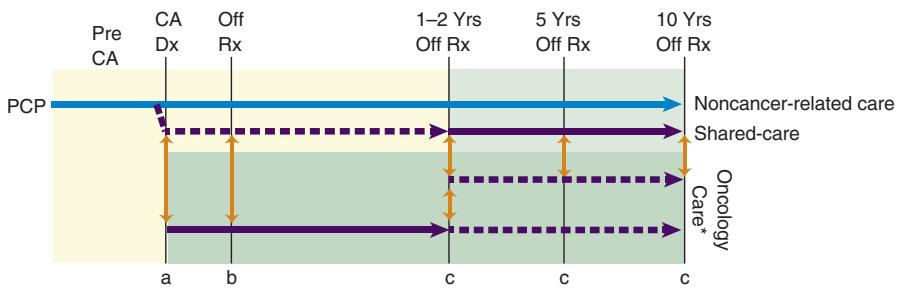 Pre
CA
CA
Dx
Off
Rx
1–2 Yrs
Off Rx
5 Yrs
Off Rx
10 Yrs
Off Rx
PCP
Noncancer-related care
Shared-care
Oncology
Care*
a
b
c
c
c